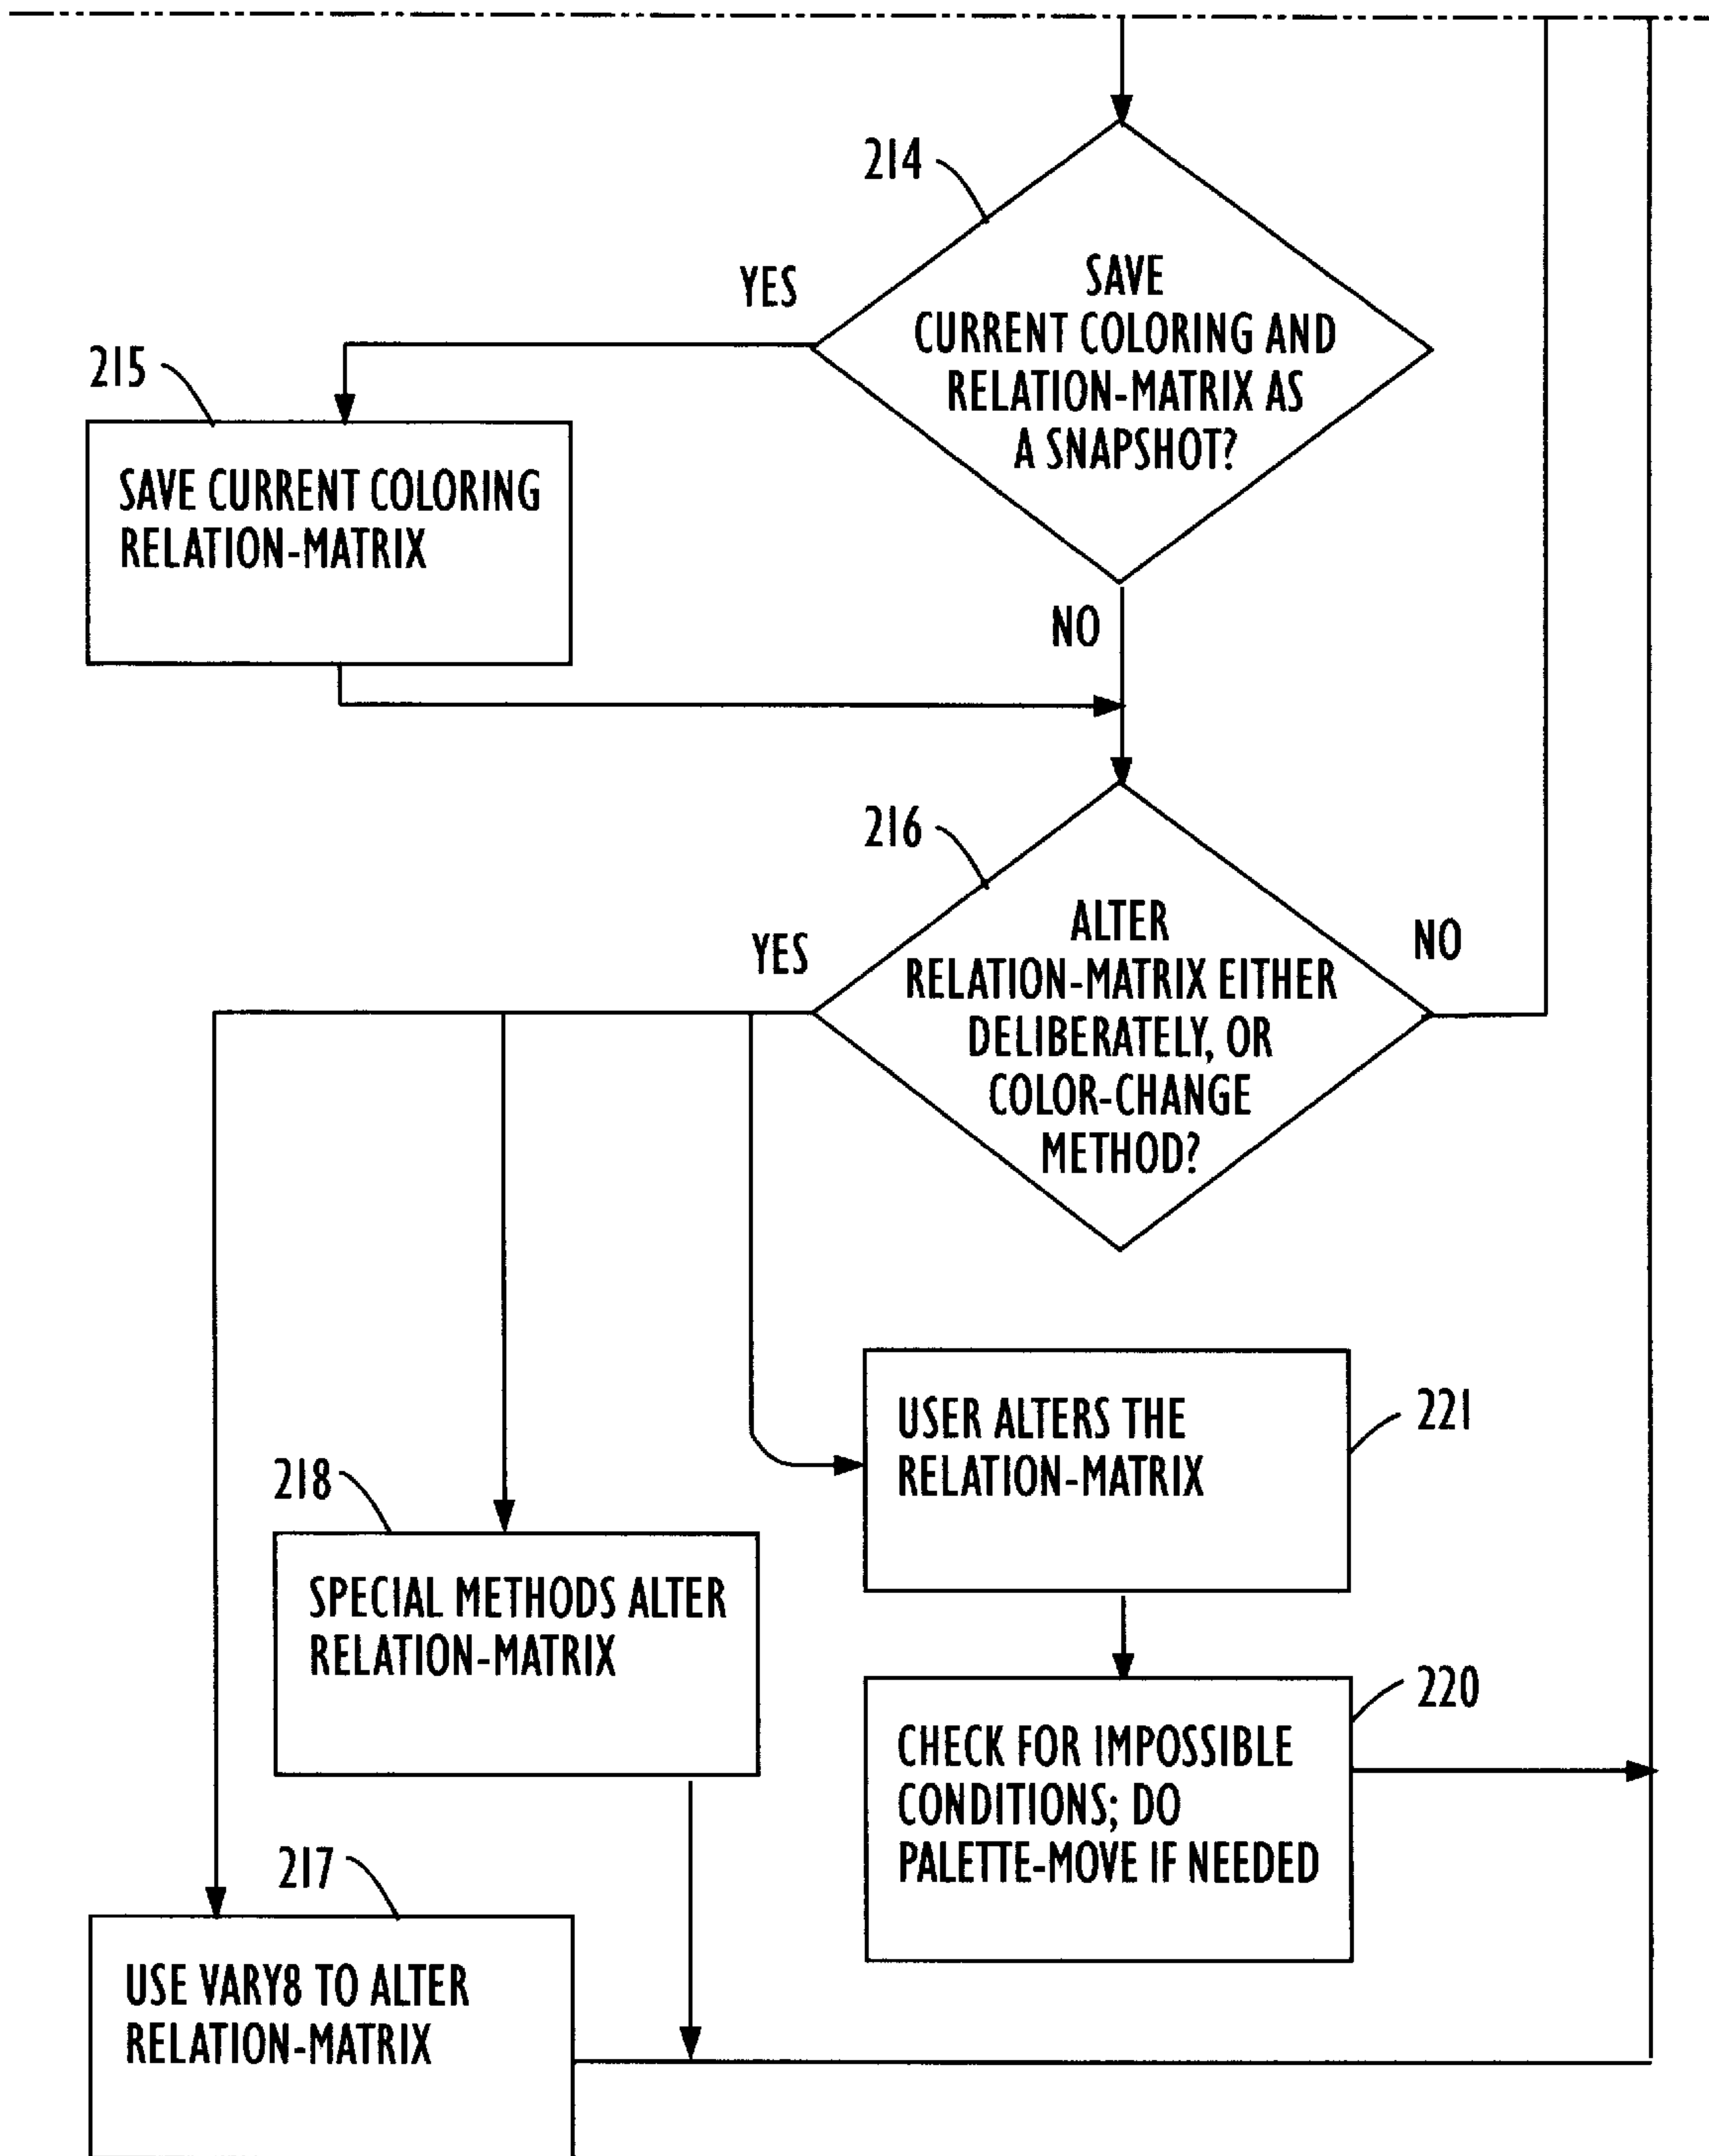 214
YES
SAVE
CURRENT COLORING AND
RELATION-MATRIX AS
A SNAPSHOT?
215
SAVE CURRENT COLORING
RELATION-MATRIX
NO
216
YES
ALTER
RELATION-MATRIX EITHER
DELIBERATELY, OR
COLOR-CHANGE
METHOD?
NO
USER ALTERS THE
RELATION-MATRIX
221
218
SPECIAL METHODS ALTER
RELATION-MATRIX
220
CHECK FOR IMPOSSIBLE
CONDITIONS; DO
PALETTE-MOVE IF NEEDED
217
USE VARY8 TO ALTER
RELATION-MATRIX